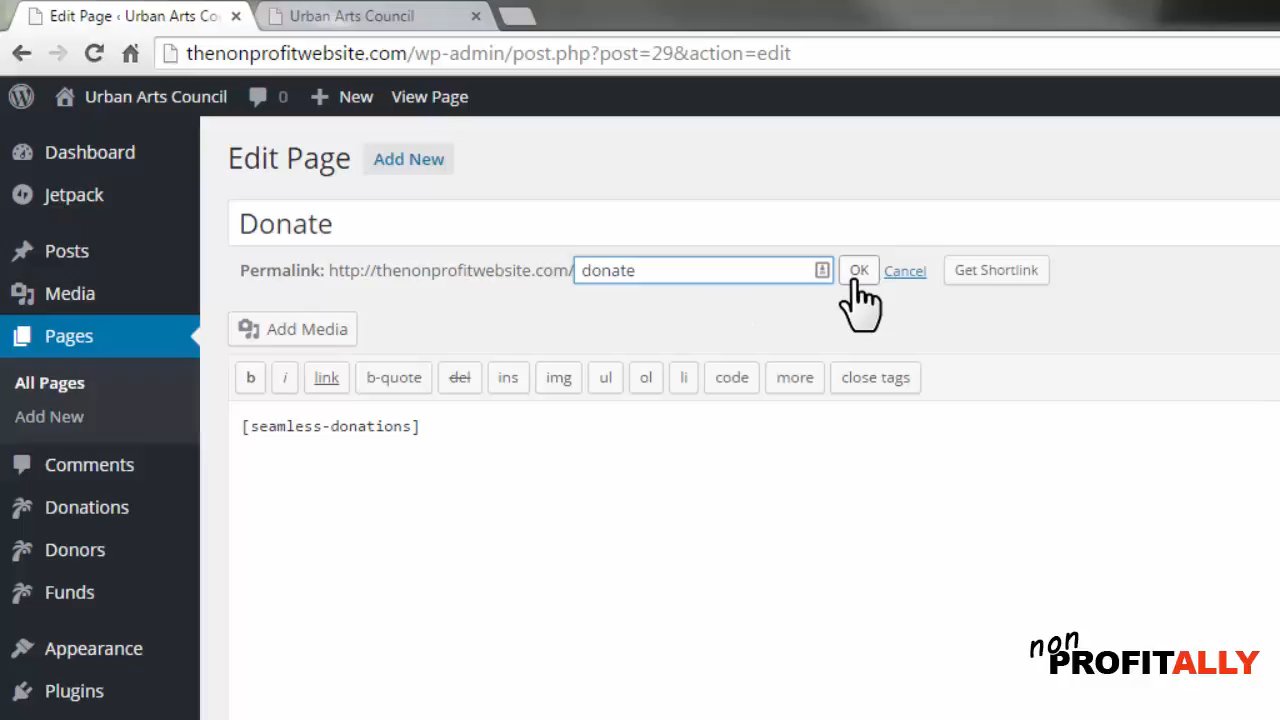 Edit Page ‹ Urban Arts Co
Urban Arts Council
thenonprofitwebsite.com/wp-admin/post.php?post=29&action=edit
Urban Arts Council 0 New View Page
Dashboard
Jetpack
Posts
Media
Pages
All Pages
Add New
Comments
Donations
Donors
Funds
Appearance
Plugins
Edit Page Add New
Donate
Permalink: http://thenonprofitwebsite.com/ donate OK Cancel Get Shortlink
Add Media
b i link b-quote del ins img ul ol li code more close tags
[seamless-donations]
non
PROFITALLY